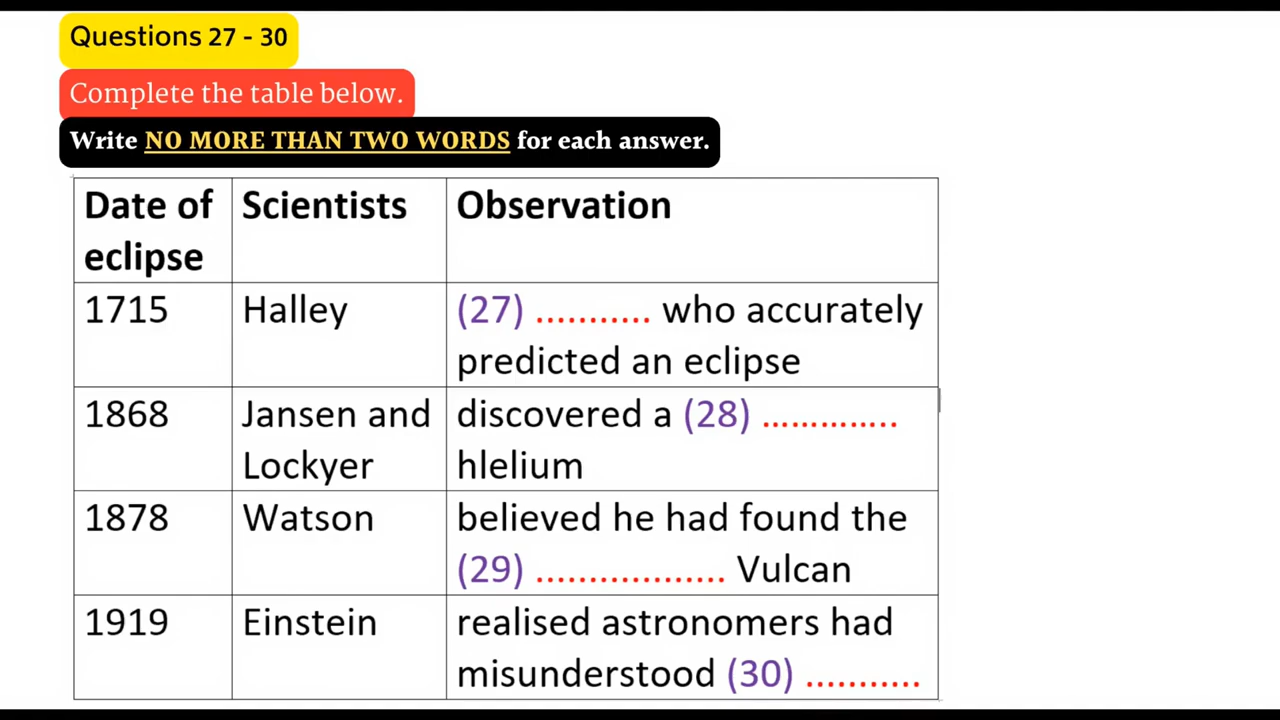 Questions 27 - 30
Complete the table below.
Write NO MORE THAN TWO WORDS for each answer.
Date of eclipse
Scientists
Observation
1715
Halley
(27) ........... who accurately
predicted an eclipse
1868
Jansen and
Lockyer
discovered a (28) .............
hlelium
1878
Watson
believed he had found the
(29) .................. Vulcan
1919
Einstein
realised astronomers had
misunderstood (30) ...........